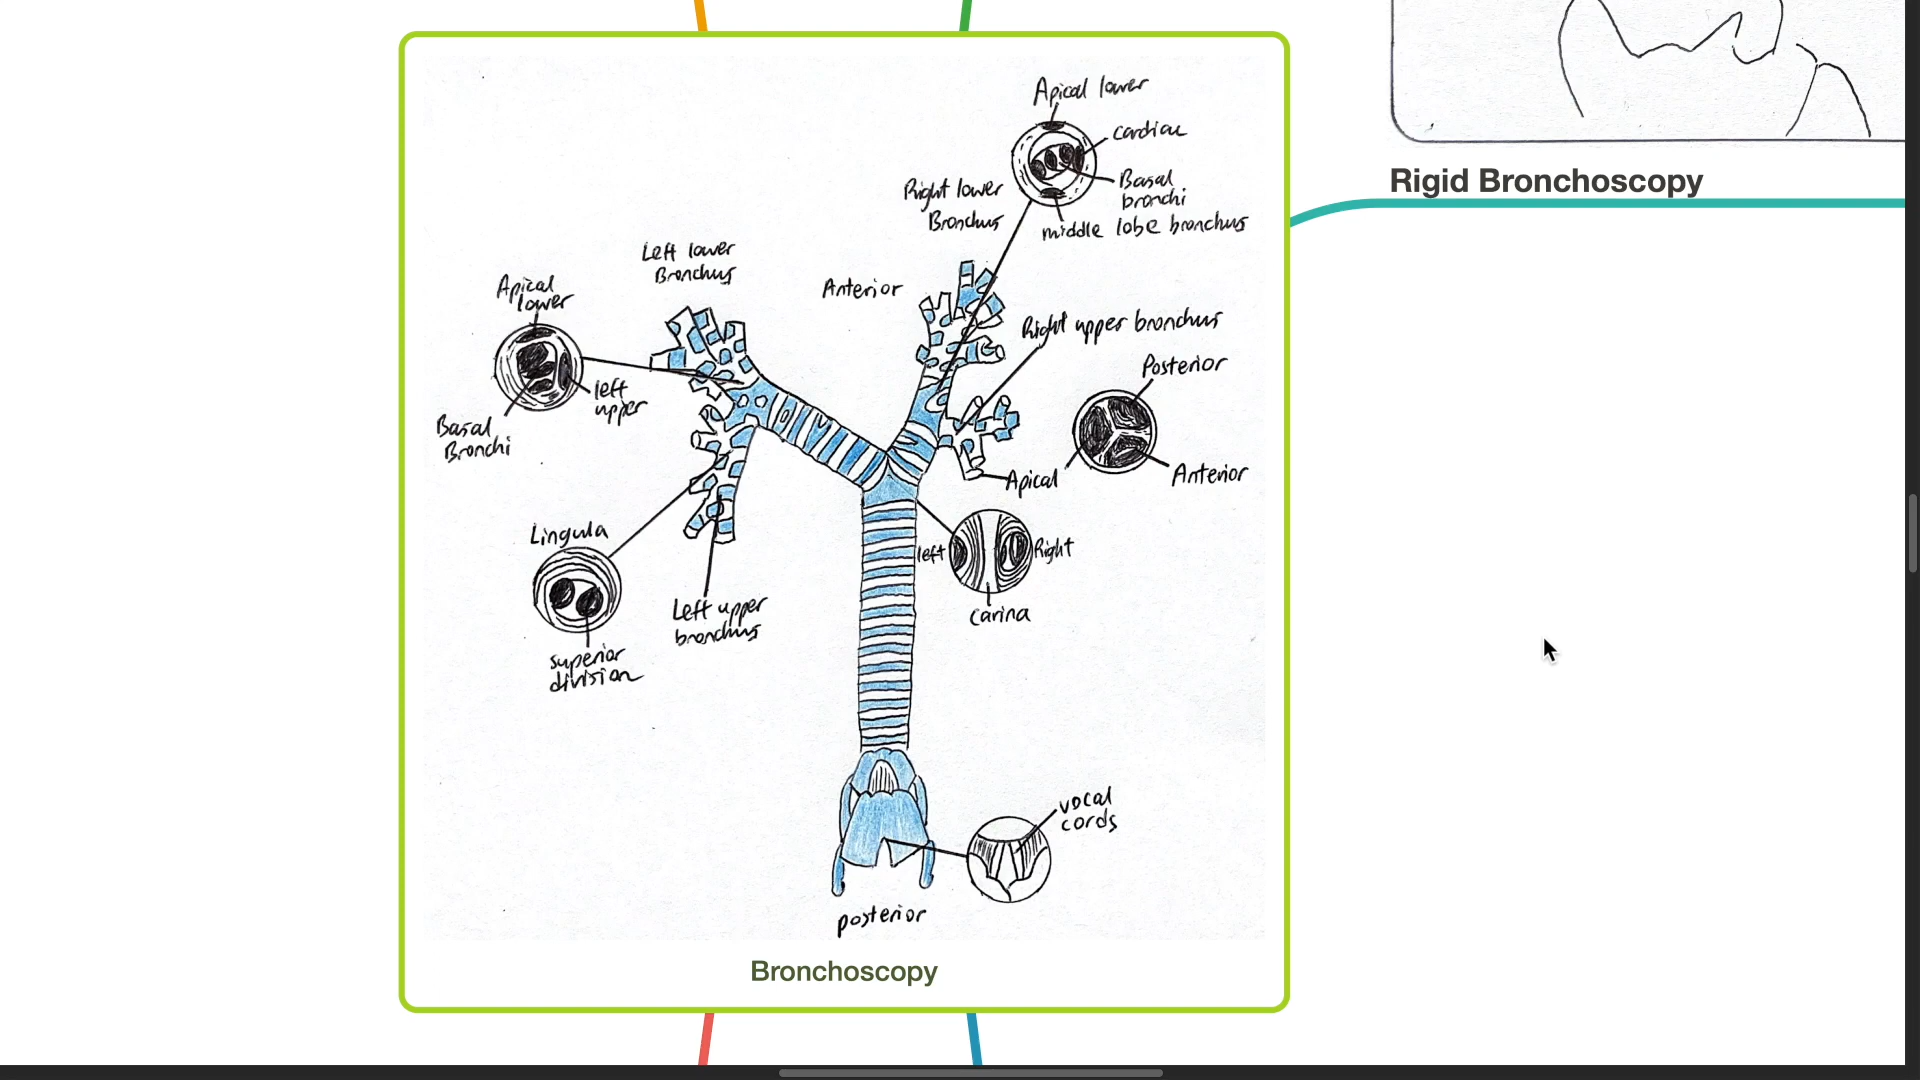 Apical lower
cardiac
Basal
bronchi
middle lobe bronchus
Right lower
Bronchus
Rigid Bronchoscopy
Left lower
Bronchus
Anterior
Apical
lower
Right upper bronchus
Posterior
left
upper
Basal
Bronchi
Apical
Anterior
Lingula
left
Right
carina
Left upper
bronchus
superior
division
vocal
cords
posterior
Bronchoscopy